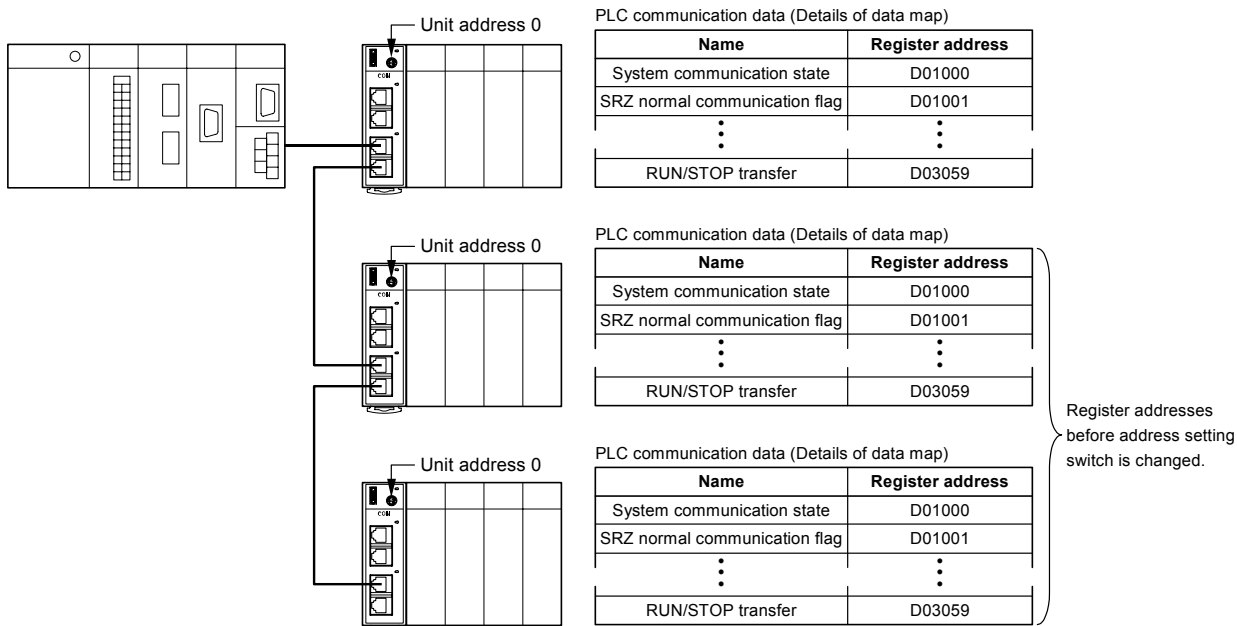 Unit address 0
PLC communication data (Details of data map)
Name Register address
System communication state D01000
SRZ normal communication flag D01001
RUN/STOP transfer D03059
COM
Unit address 0
PLC communication data (Details of data map)
Name Register address
System communication state D01000
SRZ normal communication flag D01001
RUN/STOP transfer D03059
COM
Register addresses
before address setting
switch is changed.
Unit address 0
PLC communication data (Details of data map)
Name Register address
System communication state D01000
SRZ normal communication flag D01001
RUN/STOP transfer D03059
COM